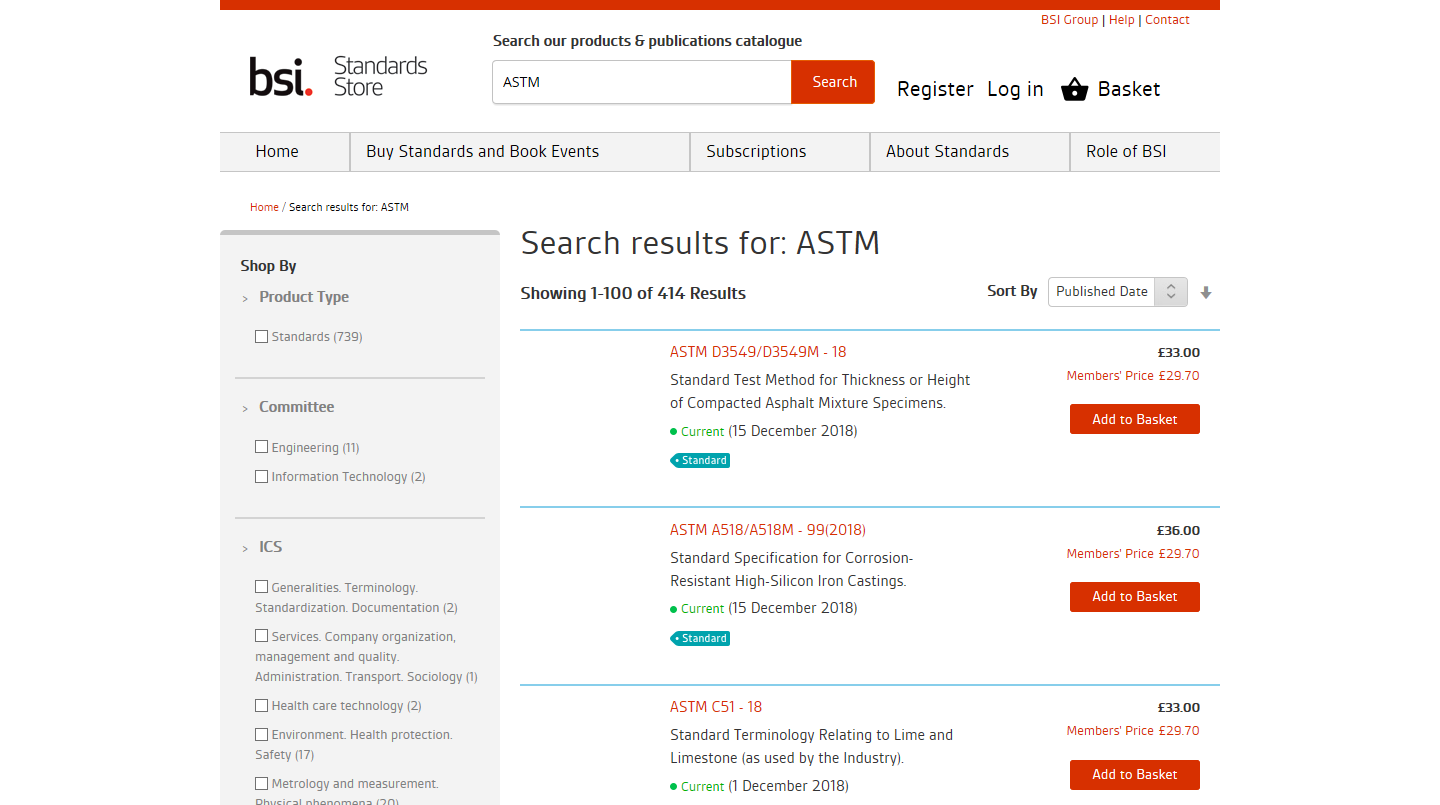 BSI Group | Help | Contact
Search our products & publications catalogue
bsi. Standards
Store
ASTM
Search
Register Log in Basket
Home
Buy Standards and Book Events
Subscriptions
About Standards
Role of BSI
Home / Search results for: ASTM
Shop By
> Product Type
Standards (739)
> Committee
Engineering (11)
Information Technology (2)
> ICS
Generalities. Terminology.
Standardization. Documentation (2)
Services. Company organization,
management and quality.
Administration. Transport. Sociology (1)
Health care technology (2)
Environment. Health protection.
Safety (17)
Metrology and measurement.
Physical phenomena (20)
Search results for: ASTM
Showing 1-100 of 414 Results
Sort By
Published Date
ASTM D3549/D3549M - 18
Standard Test Method for Thickness or Height
of Compacted Asphalt Mixture Specimens.
Current (15 December 2018)
Standard
£33.00
Members' Price £29.70
Add to Basket
ASTM A518/A518M - 99(2018)
Standard Specification for Corrosion-
Resistant High-Silicon Iron Castings.
Current (15 December 2018)
Standard
£36.00
Members' Price £29.70
Add to Basket
ASTM C51 - 18
Standard Terminology Relating to Lime and
Limestone (as used by the Industry).
Current (1 December 2018)
£33.00
Members' Price £29.70
Add to Basket